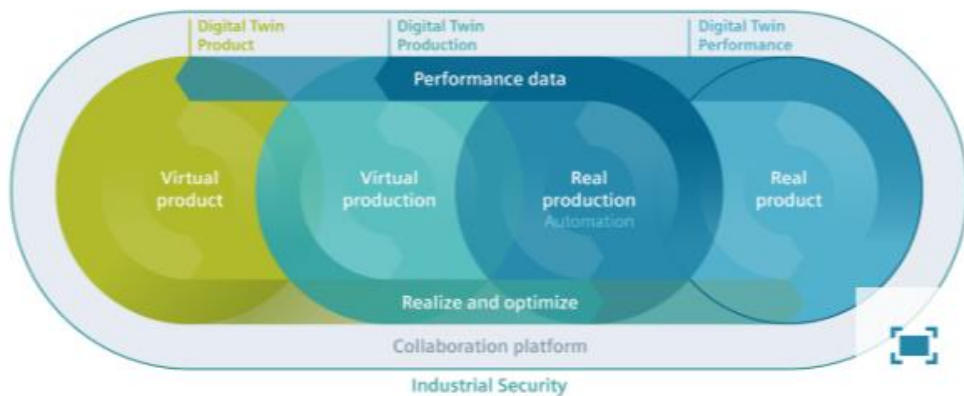 Digital Twin
Product
Digital Twin
Production
Digital Twin
Performance
Performance data
Virtual
product
Virtual
production
Real
production
Automation
Real
product
Realize and optimize
Collaboration platform
Industrial Security